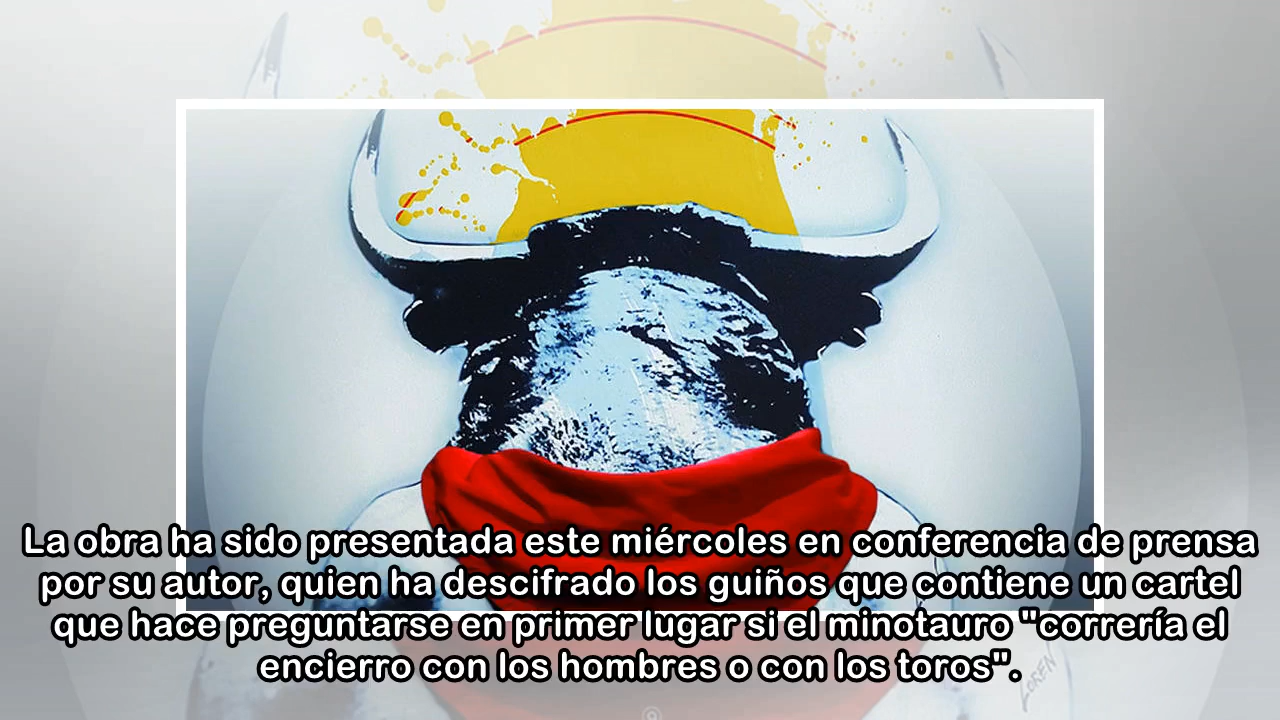 La obra ha sido presentada este miércoles en conferencia de prensa
por su autor, quien ha descifrado los guiños que contiene un cartel
que hace preguntarse en primer lugar si el minotauro "correría el
encierro con los hombres o con los toros".
LOREN